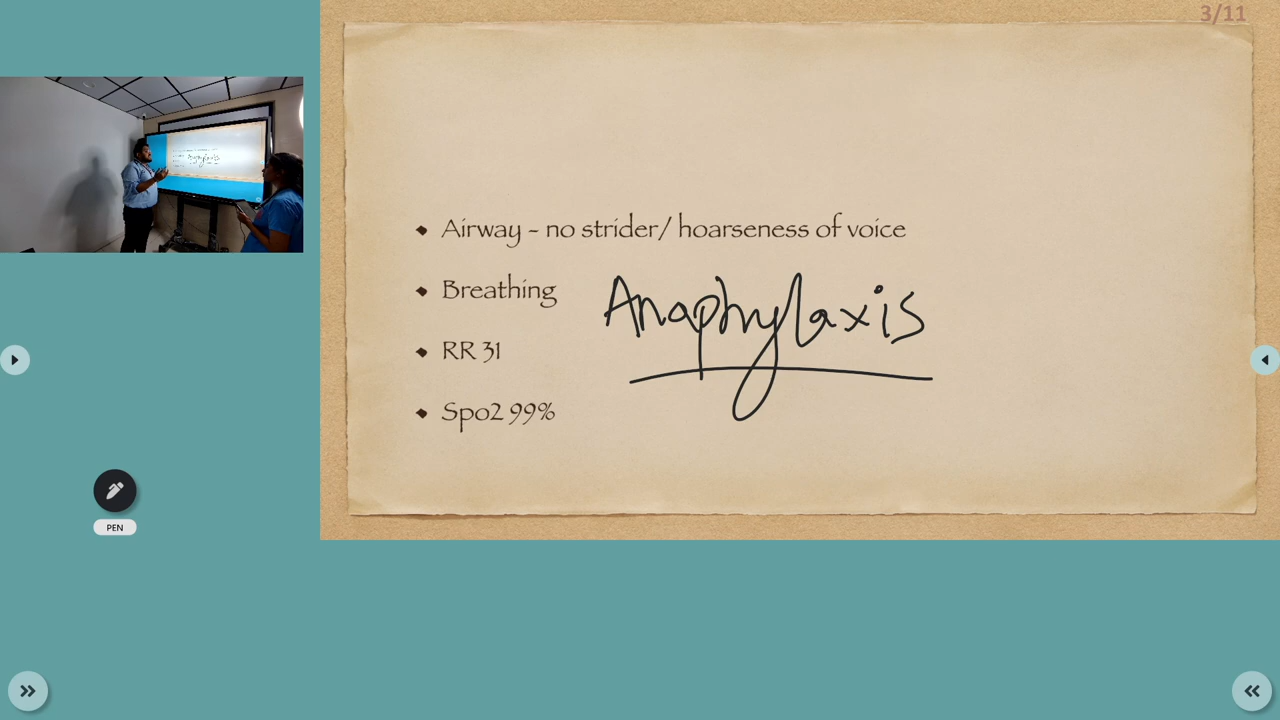 3/11
Airway - no strider/ hoarseness of voice
Breathing
Anaphylaxis
RR 31
Spo2 99%
PEN